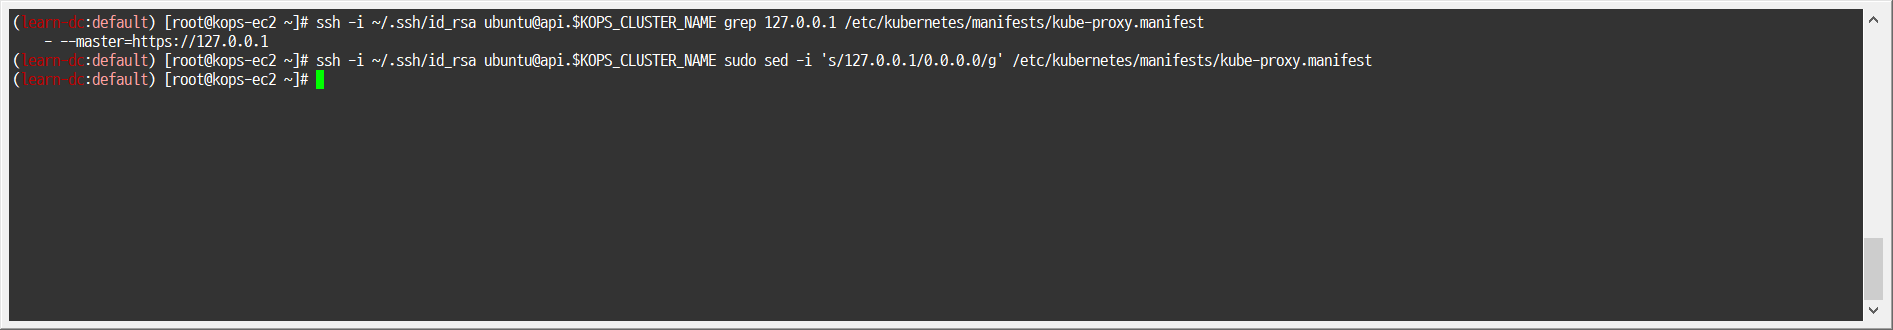 (learn-dc:default) [root@kops-ec2 ~]# ssh -i ~/.ssh/id_rsa ubuntu@api.$KOPS_CLUSTER_NAME grep 127.0.0.1 /etc/kubernetes/manifests/kube-proxy.manifest
    - --master=https://127.0.0.1
(learn-dc:default) [root@kops-ec2 ~]# ssh -i ~/.ssh/id_rsa ubuntu@api.$KOPS_CLUSTER_NAME sudo sed -i 's/127.0.0.1/0.0.0.0/g' /etc/kubernetes/manifests/kube-proxy.manifest
(learn-dc:default) [root@kops-ec2 ~]#